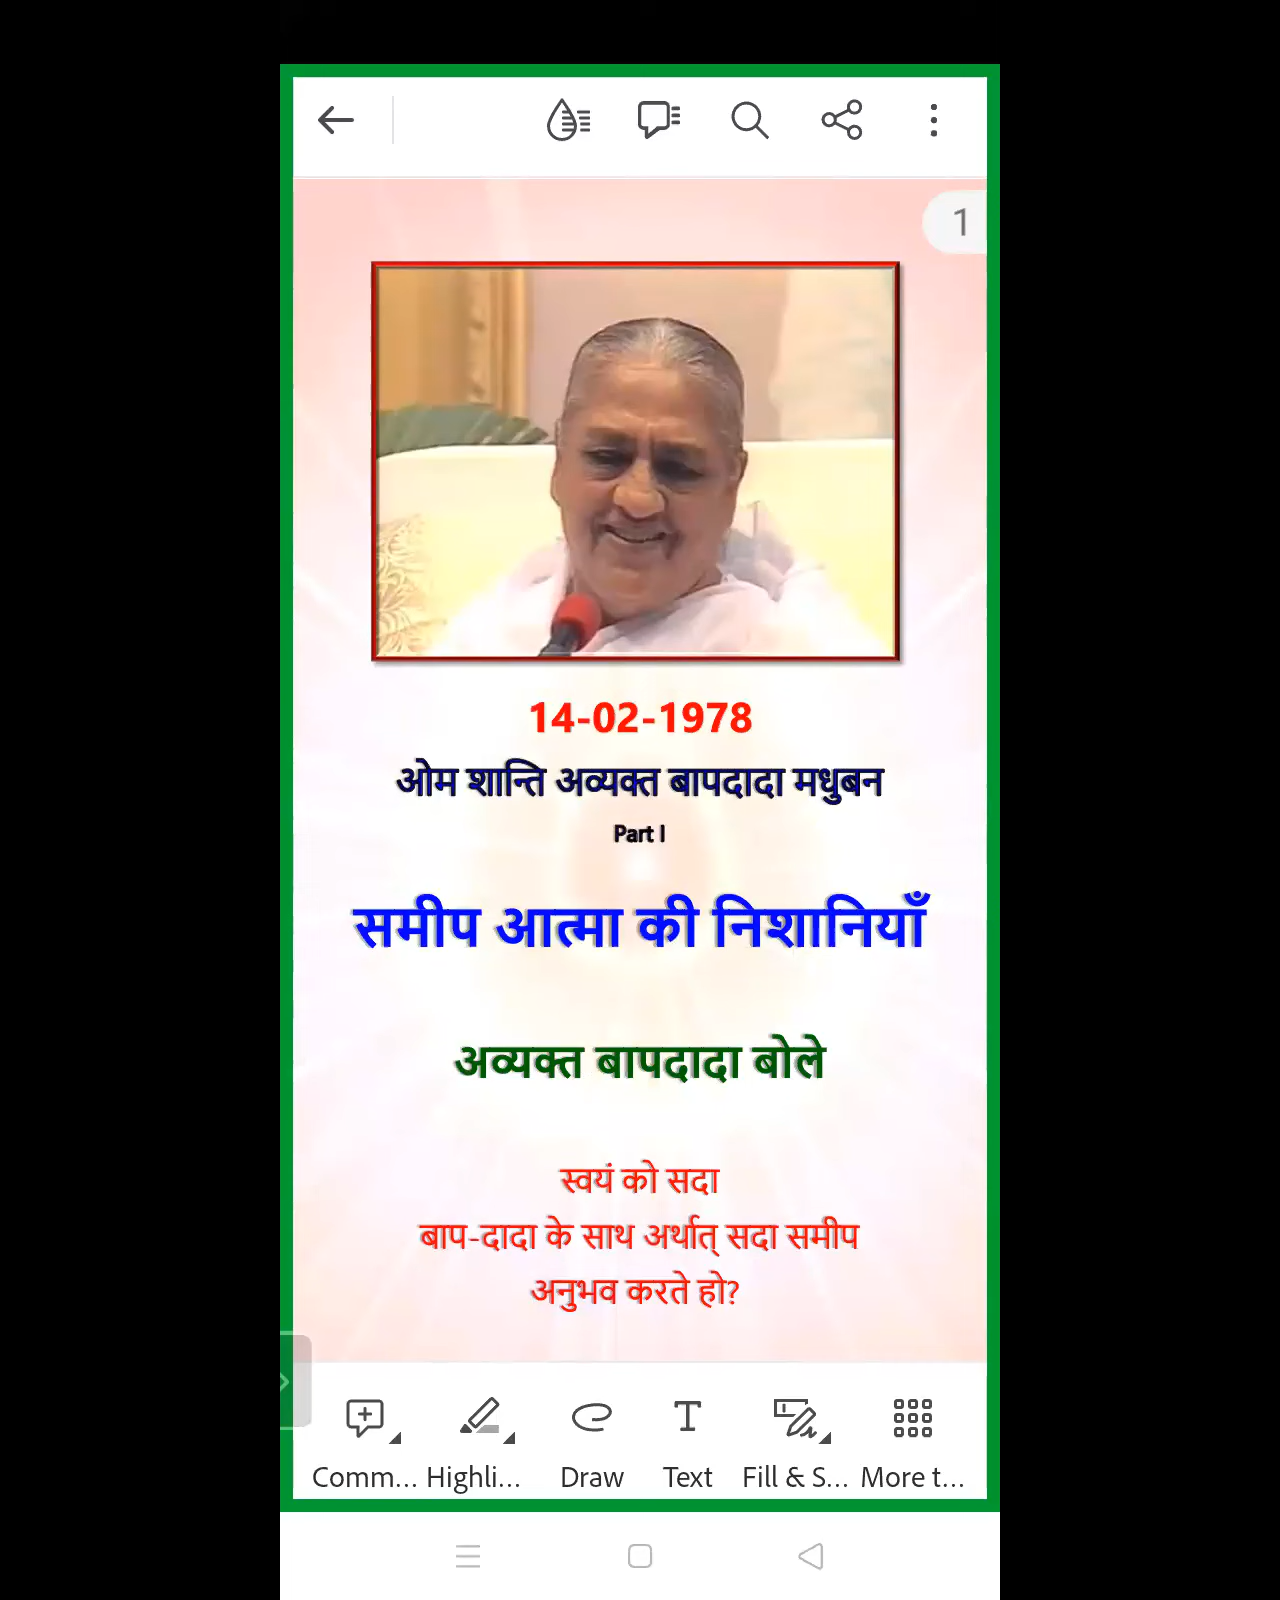 1
14-02-1978
ओम शान्ति अव्यक्त बापदादा मधुबन
Part I
समीप आत्मा की निशानियाँ
अव्यक्त बापदादा बोले
स्वयं को सदा
बाप-दादा के साथ अर्थात् सदा समीप
अनुभव करते हो?
Comm... Highli... Draw Text Fill & S... More t...